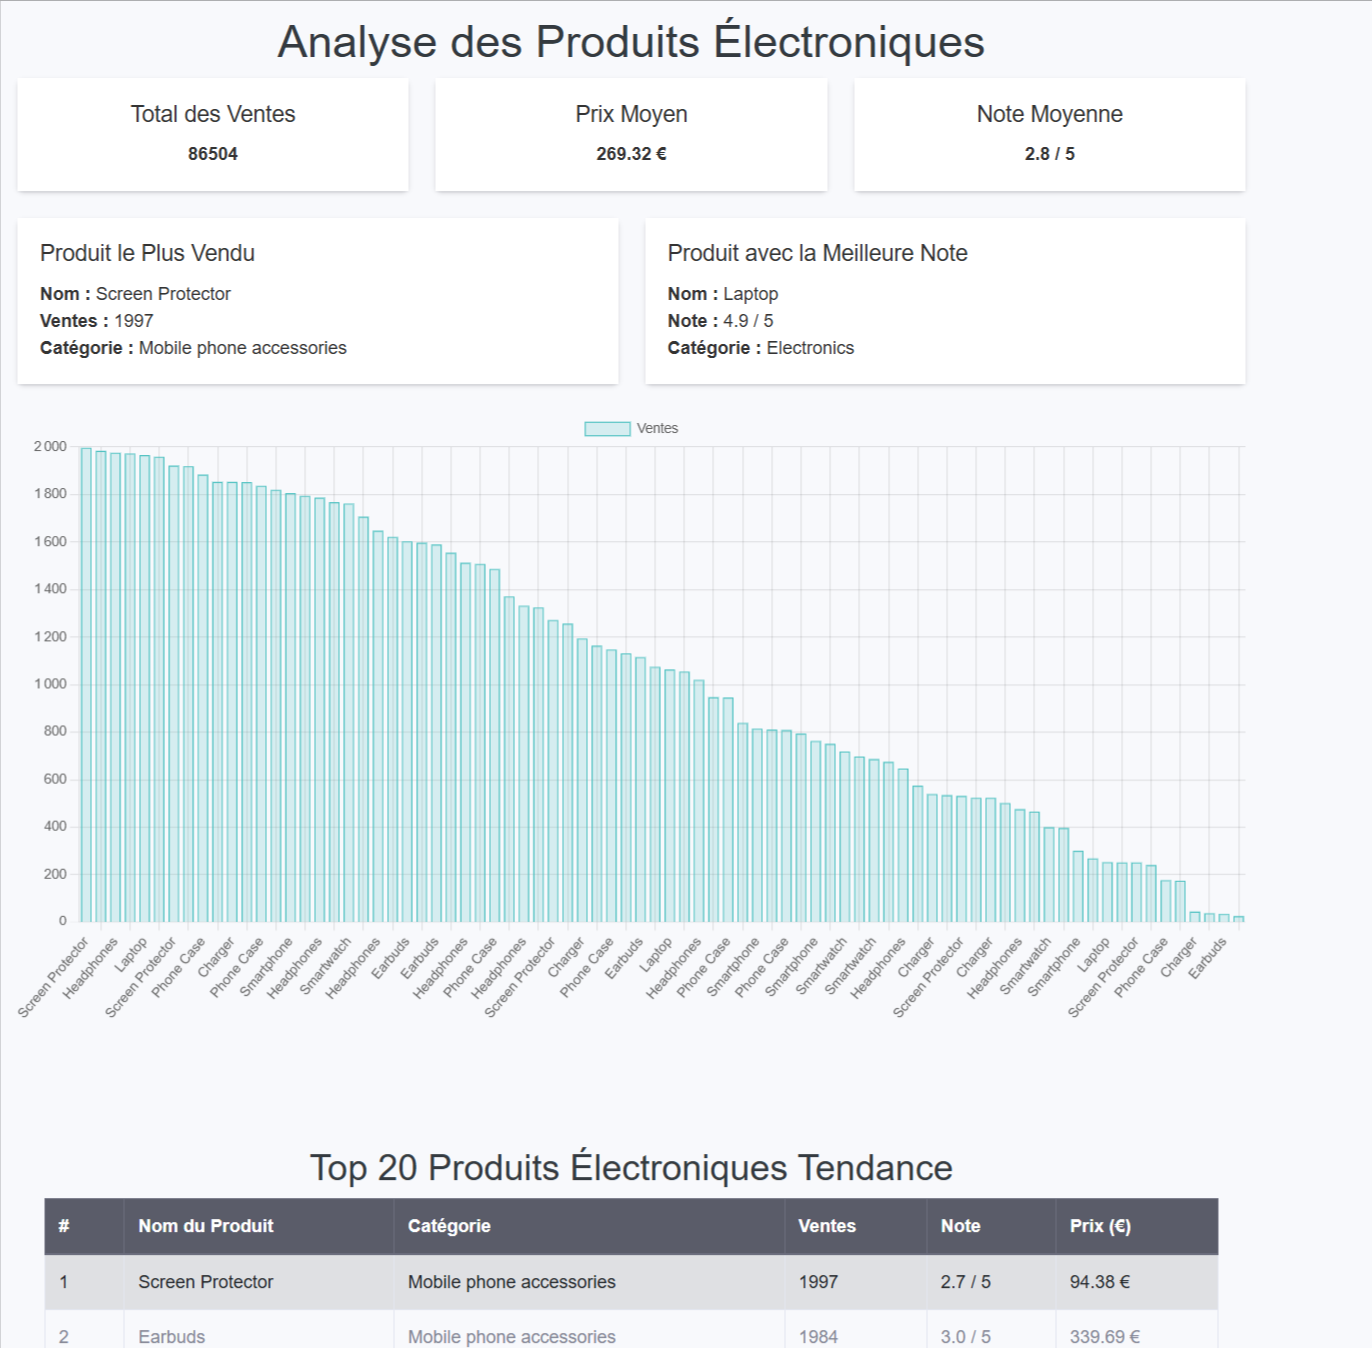 Analyse des Produits Électroniques
Total des Ventes
86504
Prix Moyen
269.32 €
Note Moyenne
2.8 / 5
Produit le Plus Vendu
Nom : Screen Protector
Ventes : 1997
Catégorie : Mobile phone accessories
Produit avec la Meilleure Note
Nom : Laptop
Note : 4.9 / 5
Catégorie : Electronics
Ventes
2 000
1 800
1 600
1 400
1 200
1 000
800
600
400
200
0
Screen Protector
Headphones
Laptop
Screen Protector
Phone Case
Charger
Phone Case
Smartphone
Headphones
Smartwatch
Headphones
Earbuds
Earbuds
Headphones
Phone Case
Headphones
Screen Protector
Charger
Phone Case
Earbuds
Laptop
Headphones
Phone Case
Smartphone
Phone Case
Smartphone
Smartwatch
Smartwatch
Headphones
Charger
Screen Protector
Charger
Headphones
Smartwatch
Smartphone
Laptop
Screen Protector
Phone Case
Charger
Earbuds
Top 20 Produits Électroniques Tendance
# Nom du Produit Catégorie Ventes Note Prix (€)
1 Screen Protector Mobile phone accessories 1997 2.7 / 5 94.38 €
2 Earbuds Mobile phone accessories 1984 3.0 / 5 339.69 €